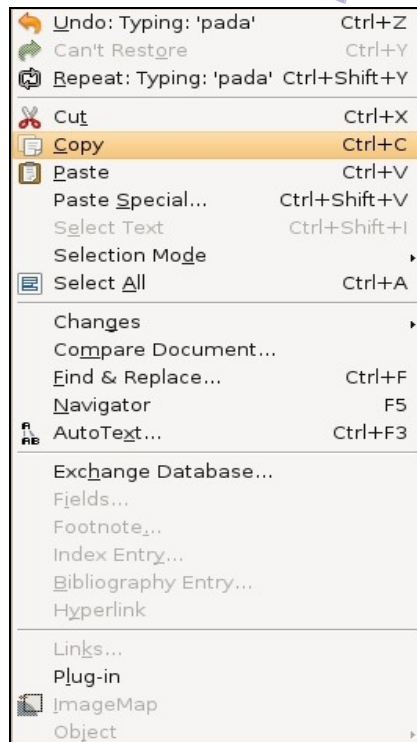 Undo: Typing: 'pada' Ctrl+Z
Can't Restore Ctrl+Y
Repeat: Typing: 'pada' Ctrl+Shift+Y
Cut Ctrl+X
Copy Ctrl+C
Paste Ctrl+V
Paste Special... Ctrl+Shift+V
Select Text Ctrl+Shift+I
Selection Mode
Select All Ctrl+A
Changes
Compare Document...
Find & Replace... Ctrl+F
Navigator F5
AutoText... Ctrl+F3
Exchange Database...
Fields...
Footnote...
Index Entry...
Bibliography Entry...
Hyperlink
Links...
Plug-in
ImageMap
Object